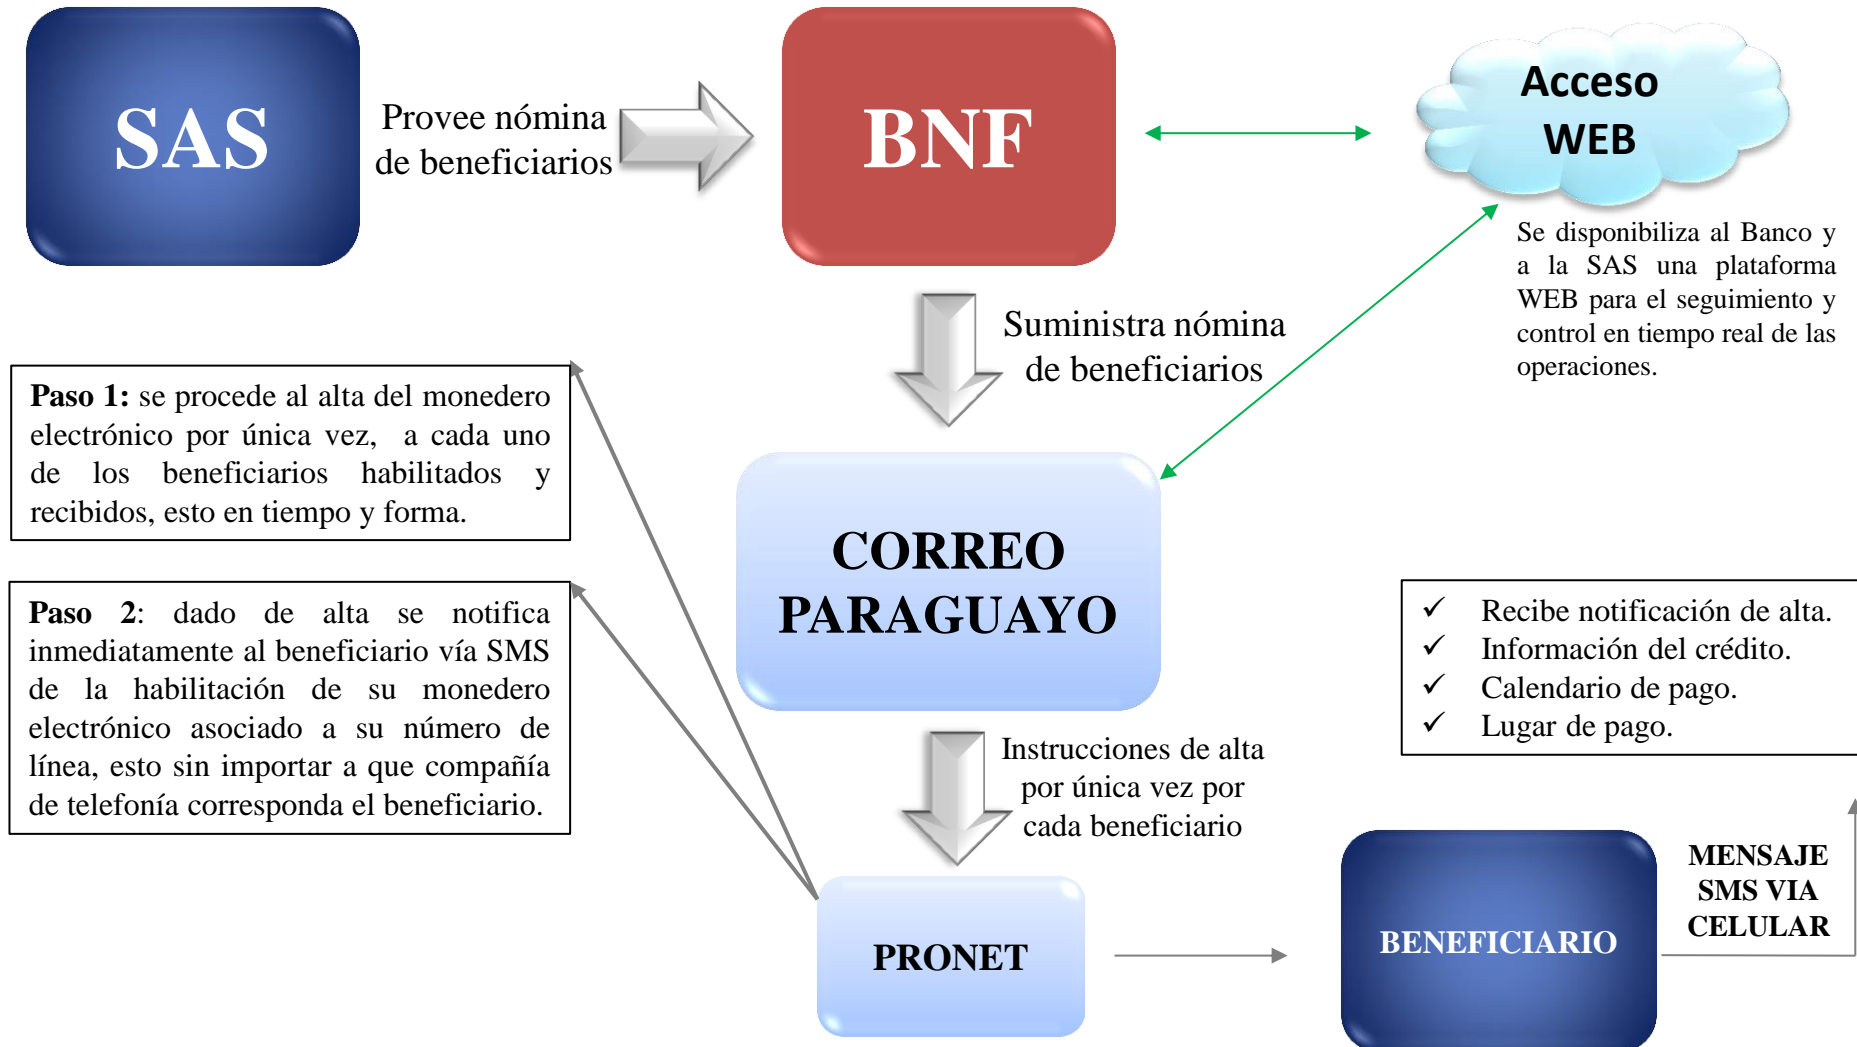 SAS
Provee nómina
de beneficiarios
BNF
Acceso
WEB
Se disponibiliza al Banco y
a la SAS una plataforma
WEB para el seguimiento y
control en tiempo real de las
operaciones.
Suministra nómina
de beneficiarios
Paso 1: se procede al alta del monedero
electrónico por única vez, a cada uno
de los beneficiarios habilitados y
recibidos, esto en tiempo y forma.
CORREO
PARAGUAYO
Paso 2: dado de alta se notifica
inmediatamente al beneficiario vía SMS
de la habilitación de su monedero
electrónico asociado a su número de
línea, esto sin importar a que compañía
de telefonía corresponda el beneficiario.
✓ Recibe notificación de alta.
✓ Información del crédito.
✓ Calendario de pago.
✓ Lugar de pago.
Instrucciones de alta
por única vez por
cada beneficiario
PRONET
BENEFICIARIO
MENSAJE
SMS VIA
CELULAR